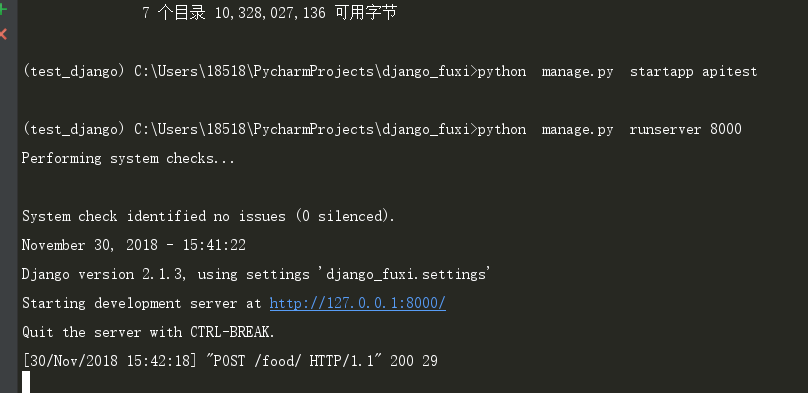 7 个目录 10,328,027,136 可用字节
(test_django) C:\Users\18518\PycharmProjects\django_fuxi>python  manage.py  startapp apitest
(test_django) C:\Users\18518\PycharmProjects\django_fuxi>python  manage.py  runserver 8000
Performing system checks...
System check identified no issues (0 silenced).
November 30, 2018 - 15:41:22
Django version 2.1.3, using settings 'django_fuxi.settings'
Starting development server at http://127.0.0.1:8000/
Quit the server with CTRL-BREAK.
[30/Nov/2018 15:42:18] "POST /food/ HTTP/1.1" 200 29